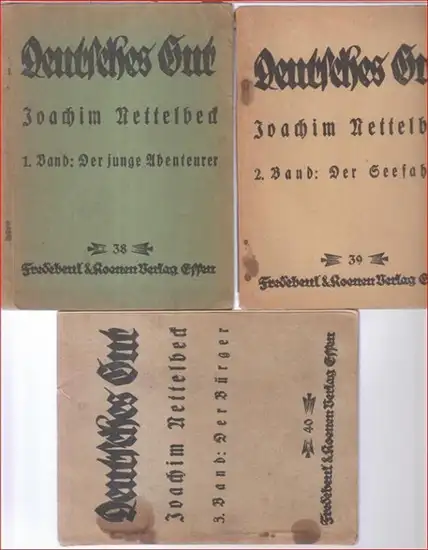 Deutsches Gut
Joachim Nettelbeck
1. Band: Der junge Abenteurer
38
Fredebeul & Koenen Verlag Essen
Deutsches Gu
Joachim Nettelb
2. Band: Der Seefah
39
Fredebeul & Koenen Verlag E
Deutsches Gut
Joachim Nettelbeck
3. Band: Der Bürger
40
Fredebeul & Koenen Verlag Essen